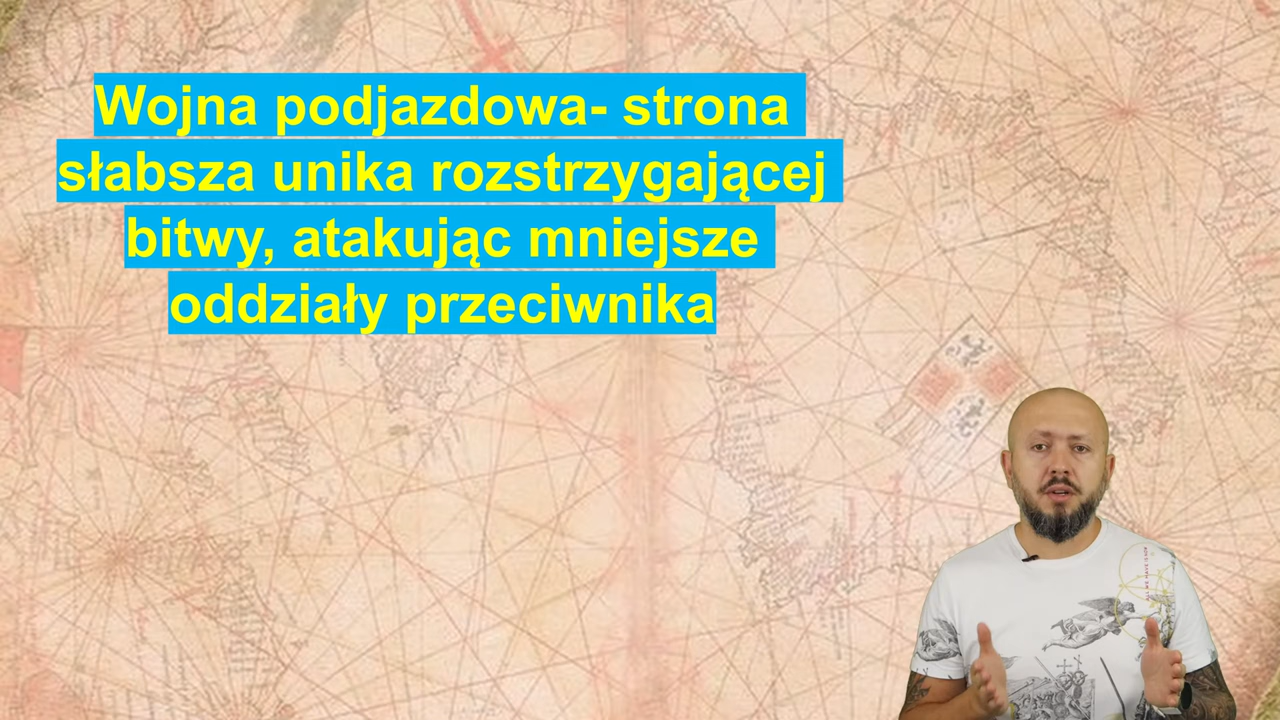 Wojna podjazdowa- strona
słabsza unika rozstrzygającej
bitwy, atakując mniejsze
oddziały przeciwnika